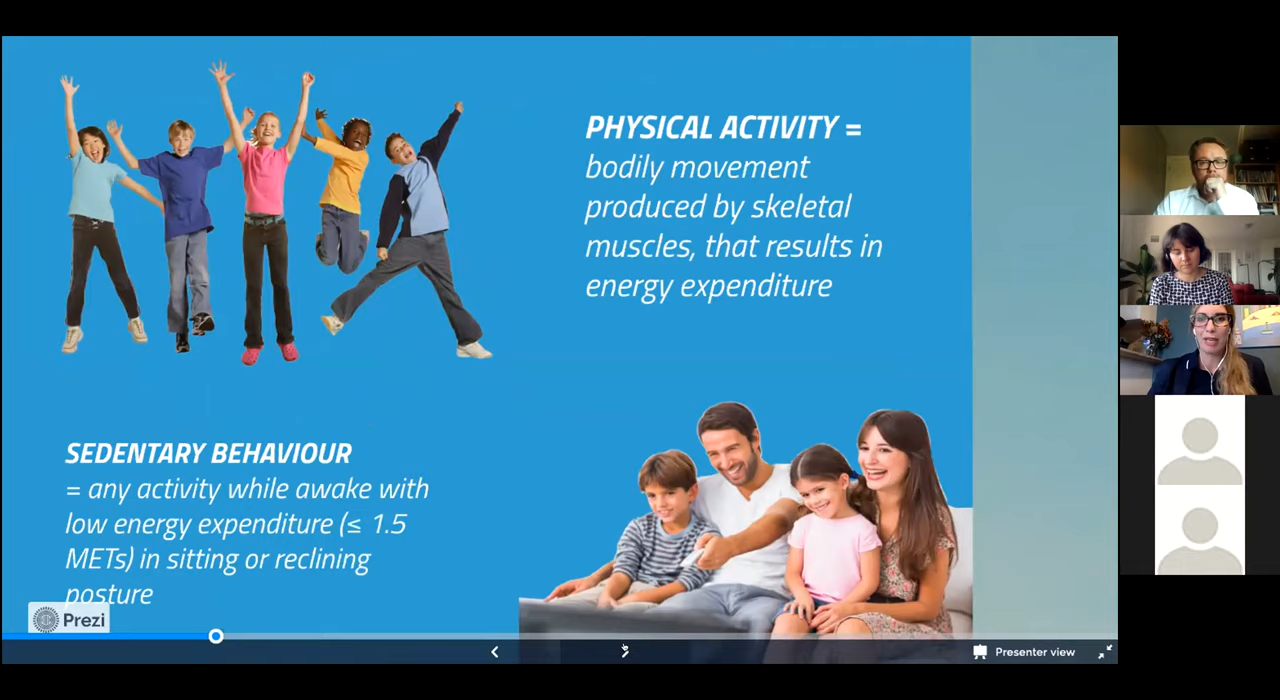 PHYSICAL ACTIVITY =
bodily movement
produced by skeletal
muscles, that results in
energy expenditure
SEDENTARY BEHAVIOUR
= any activity while awake with
low energy expenditure (≤ 1.5
METs) in sitting or reclining
posture
Prezi
Presenter view